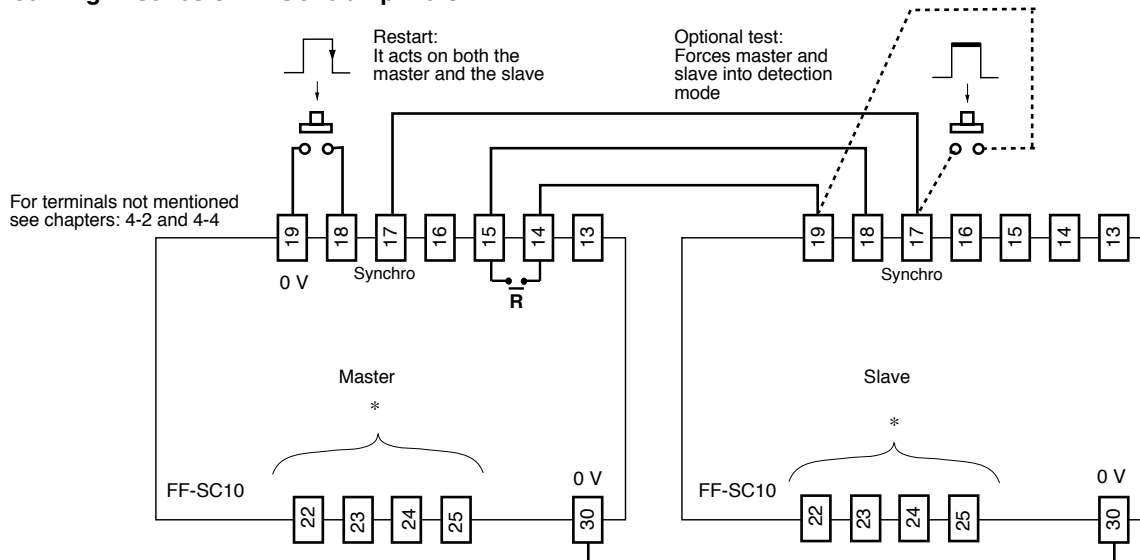 Restart:
It acts on both the
master and the slave
Optional test:
Forces master and
slave into detection
mode
For terminals not mentioned
see chapters: 4-2 and 4-4
19 18 17 16 15 14 13
0 V
Synchro
R
19 18 17 16 15 14 13
Synchro
Master
*
Slave
*
FF-SC10
22 23 24 25
0 V
30
FF-SC10
22 23 24 25
0 V
30